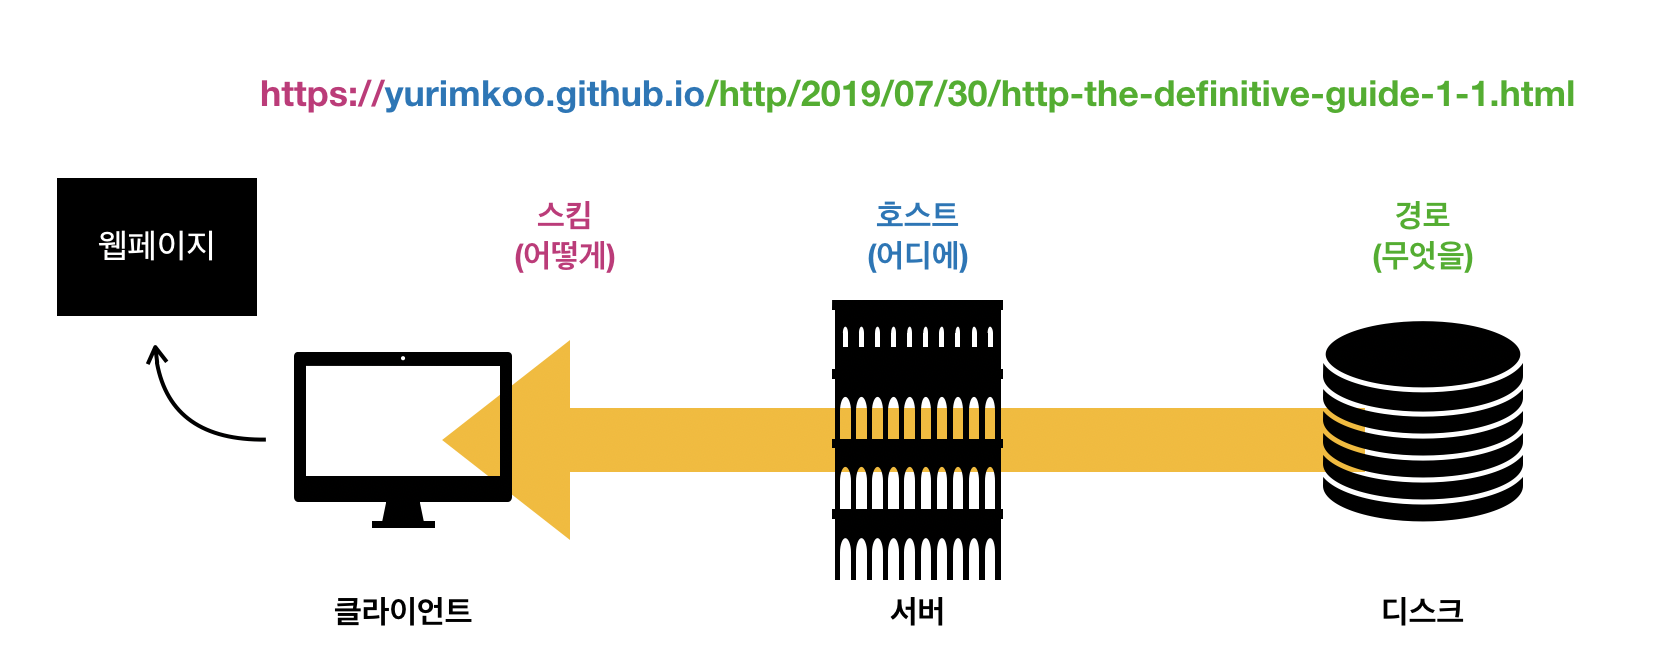 https://yurimkoo.github.io/http/2019/07/30/http-the-definitive-guide-1-1.html
웹페이지
스킴
(어떻게)
호스트
(어디에)
경로
(무엇을)
클라이언트
서버
디스크